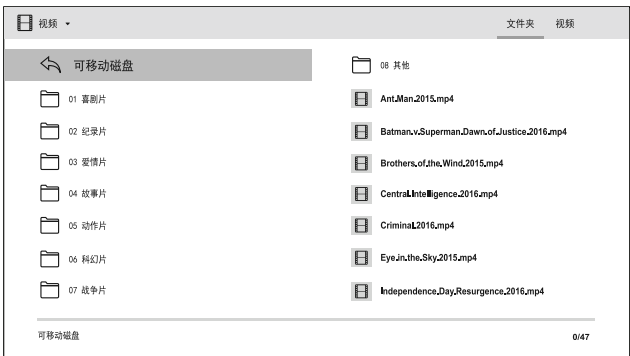 视频
文件夹 视频
可移动磁盘
01 喜剧片
02 纪录片
03 爱情片
04 故事片
05 动作片
06 科幻片
07 战争片
08 其他
Ant.Man.2015.mp4
Batman.v.Superman.Dawn.of.Justice.2016.mp4
Brothers.of.the.Wind.2015.mp4
Central.Intelligence.2016.mp4
Criminal.2016.mp4
Eye.in.the.Sky.2015.mp4
Independence.Day.Resurgence.2016.mp4
可移动磁盘
0/47